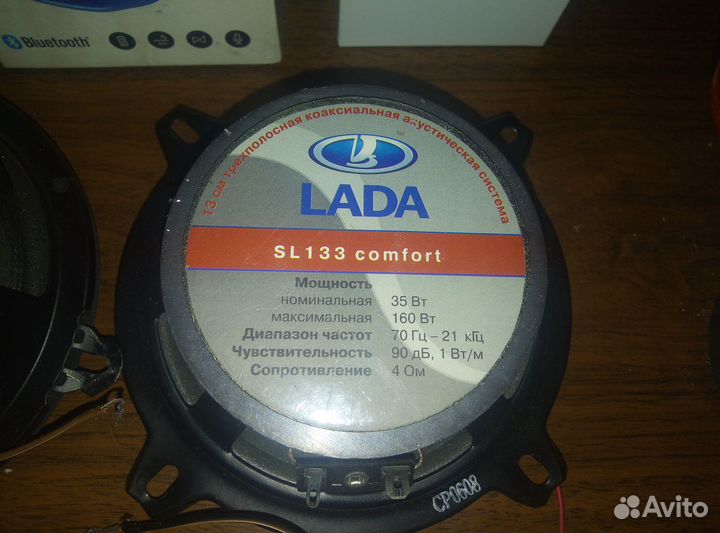 Bluetooth
13 см трехполосная коаксиальная акустическая система
LADA
SL133 comfort
Мощность
номинальная 35 Вт
максимальная 160 Вт
Диапазон частот 70 Гц – 21 кГц
Чувствительность 90 дБ, 1 Вт/м
Сопротивление 4 Ом
CP0608
Avito